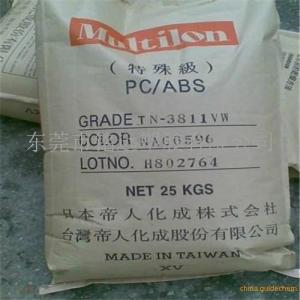 Multilon
(特殊級)
PC/ABS
GRADE TN-3811VW
COLOR NAC6596
LOTNO. H802764
NET 25 KGS
日本帝人化成株式会社
台灣帝人化成股份有限公司
MADE IN TAIWAN
XV
china.guidechem